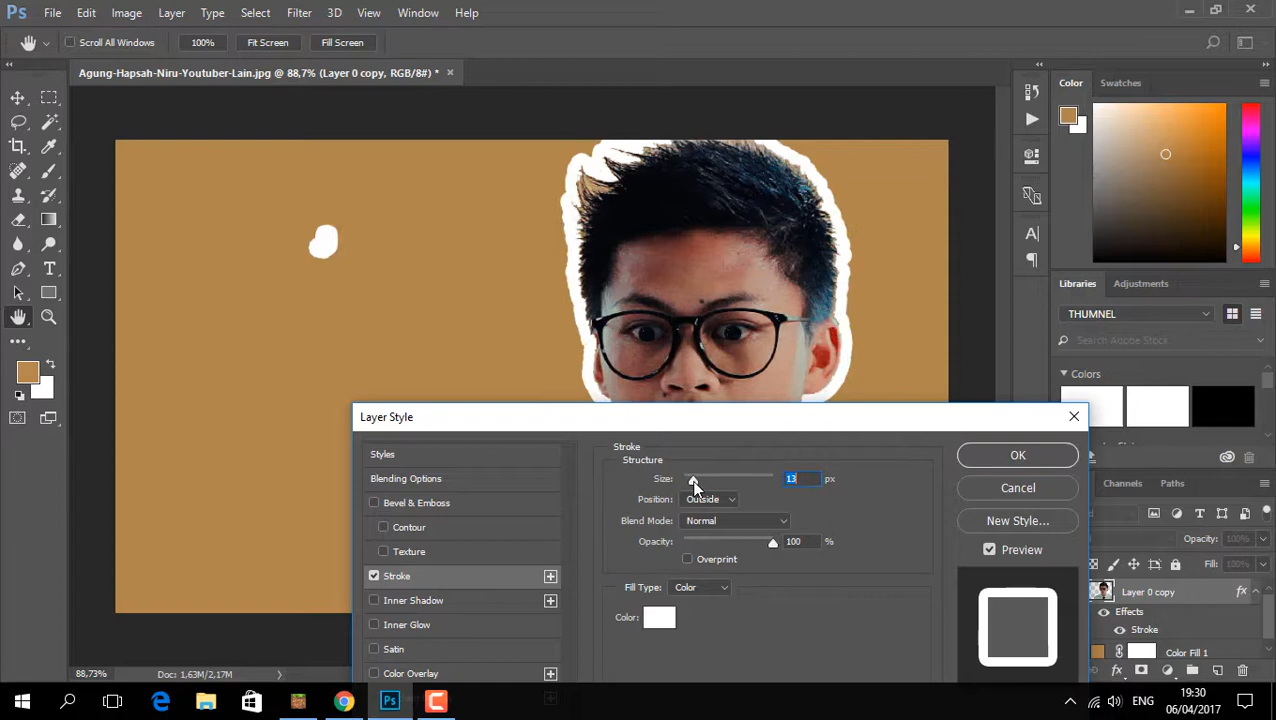 Ps File Edit Image Layer Type Select Filter 3D View Window Help
Scroll All Windows 100% Fit Screen Fill Screen
Agung-Hapsah-Niru-Youtuber-Lain.jpg @ 88,7% (Layer 0 copy, RGB/8#) *
Color Swatches
Libraries Adjustments
THUMNEL
Search Adobe Stock
Colors
Layer Style
Styles
Blending Options
Bevel & Emboss
Contour
Texture
Stroke
Inner Shadow
Inner Glow
Satin
Color Overlay
Stroke
Structure
Size: 13 px
Position: Outside
Blend Mode: Normal
Opacity: 100 %
Overprint
Fill Type: Color
Color:
OK
Cancel
New Style...
Preview
Channels Paths
Opacity: 100%
Fill: 100%
Layer 0 copy fx
Effects
Stroke
Color Fill 1
88,73% Doc: 1,63M/2,17M
Ps ENG 19:30
06/04/2017